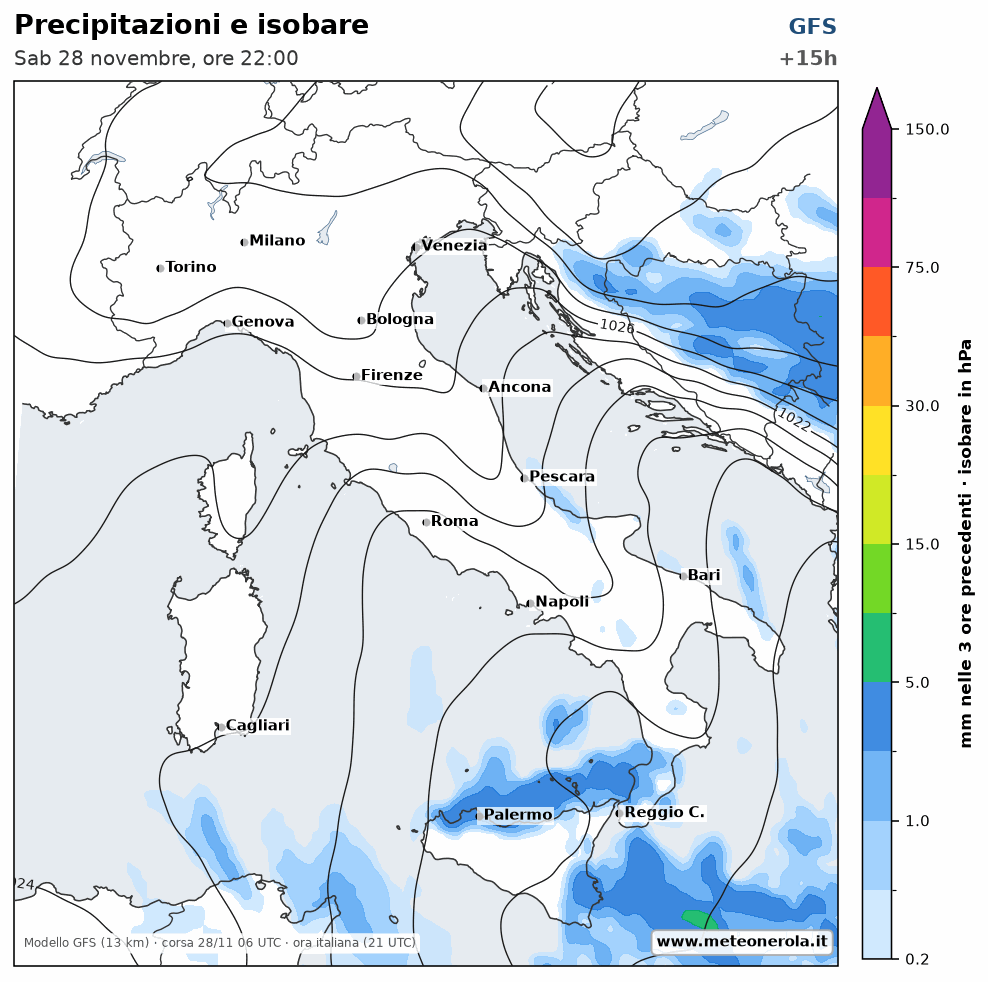 Precipitazioni e isobare
GFS
Sab 28 novembre, ore 22:00
+15h
150.0
75.0
30.0
15.0
5.0
1.0
0.2
mm nelle 3 ore precedenti · isobare in hPa
Milano
Venezia
Torino
Genova
Bologna
1026
Firenze
Ancona
1022
Pescara
Roma
Bari
Napoli
Cagliari
Palermo
Reggio C.
24
Modello GFS (13 km) · corsa 28/11 06 UTC · ora italiana (21 UTC)
www.meteonerola.it